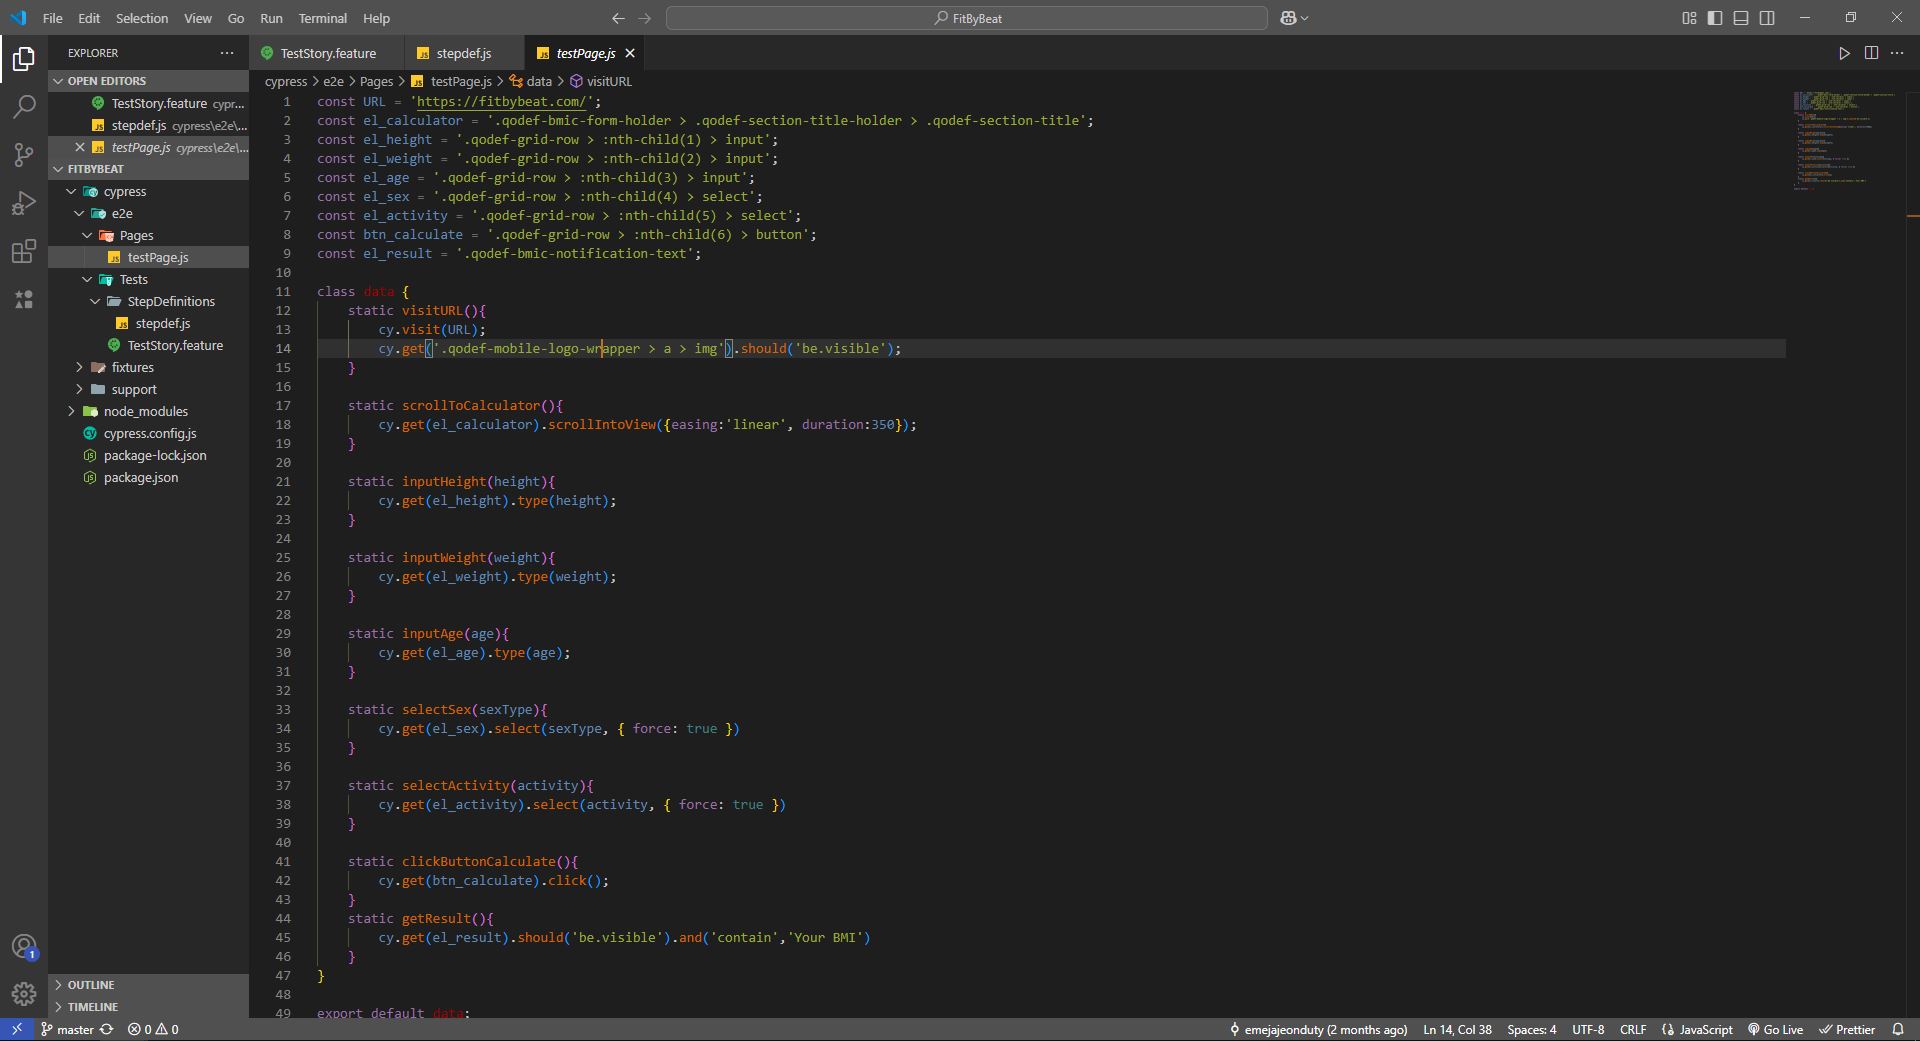 File Edit Selection View Go Run Terminal Help
FitByBeat
EXPLORER
OPEN EDITORS
TestStory.feature cypr...
stepdef.js cypress\e2e\...
testPage.js cypress\e2e\...
FITBYBEAT
cypress
e2e
Pages
testPage.js
Tests
StepDefinitions
stepdef.js
TestStory.feature
fixtures
support
node_modules
cypress.config.js
package-lock.json
package.json
OUTLINE
TIMELINE
TestStory.feature stepdef.js testPage.js
cypress > e2e > Pages > testPage.js > data > visitURL
1 const URL = 'https://fitbybeat.com/';
2 const el_calculator = '.qodef-bmic-form-holder > .qodef-section-title-holder > .qodef-section-title';
3 const el_height = '.qodef-grid-row > :nth-child(1) > input';
4 const el_weight = '.qodef-grid-row > :nth-child(2) > input';
5 const el_age = '.qodef-grid-row > :nth-child(3) > input';
6 const el_sex = '.qodef-grid-row > :nth-child(4) > select';
7 const el_activity = '.qodef-grid-row > :nth-child(5) > select';
8 const btn_calculate = '.qodef-grid-row > :nth-child(6) > button';
9 const el_result = '.qodef-bmic-notification-text';
10
11 class data {
12 static visitURL(){
13 cy.visit(URL);
14 cy.get('.qodef-mobile-logo-wrapper > a > img').should('be.visible');
15 }
16
17 static scrollToCalculator(){
18 cy.get(el_calculator).scrollIntoView({easing:'linear', duration:350});
19 }
20
21 static inputHeight(height){
22 cy.get(el_height).type(height);
23 }
24
25 static inputWeight(weight){
26 cy.get(el_weight).type(weight);
27 }
28
29 static inputAge(age){
30 cy.get(el_age).type(age);
31 }
32
33 static selectSex(sexType){
34 cy.get(el_sex).select(sexType, { force: true })
35 }
36
37 static selectActivity(activity){
38 cy.get(el_activity).select(activity, { force: true })
39 }
40
41 static clickButtonCalculate(){
42 cy.get(btn_calculate).click();
43 }
44 static getResult(){
45 cy.get(el_result).should('be.visible').and('contain','Your BMI')
46 }
47 }
48
49 export default data;
1
master 0 0
emejajeonduty (2 months ago) Ln 14, Col 38 Spaces: 4 UTF-8 CRLF JavaScript Go Live Prettier